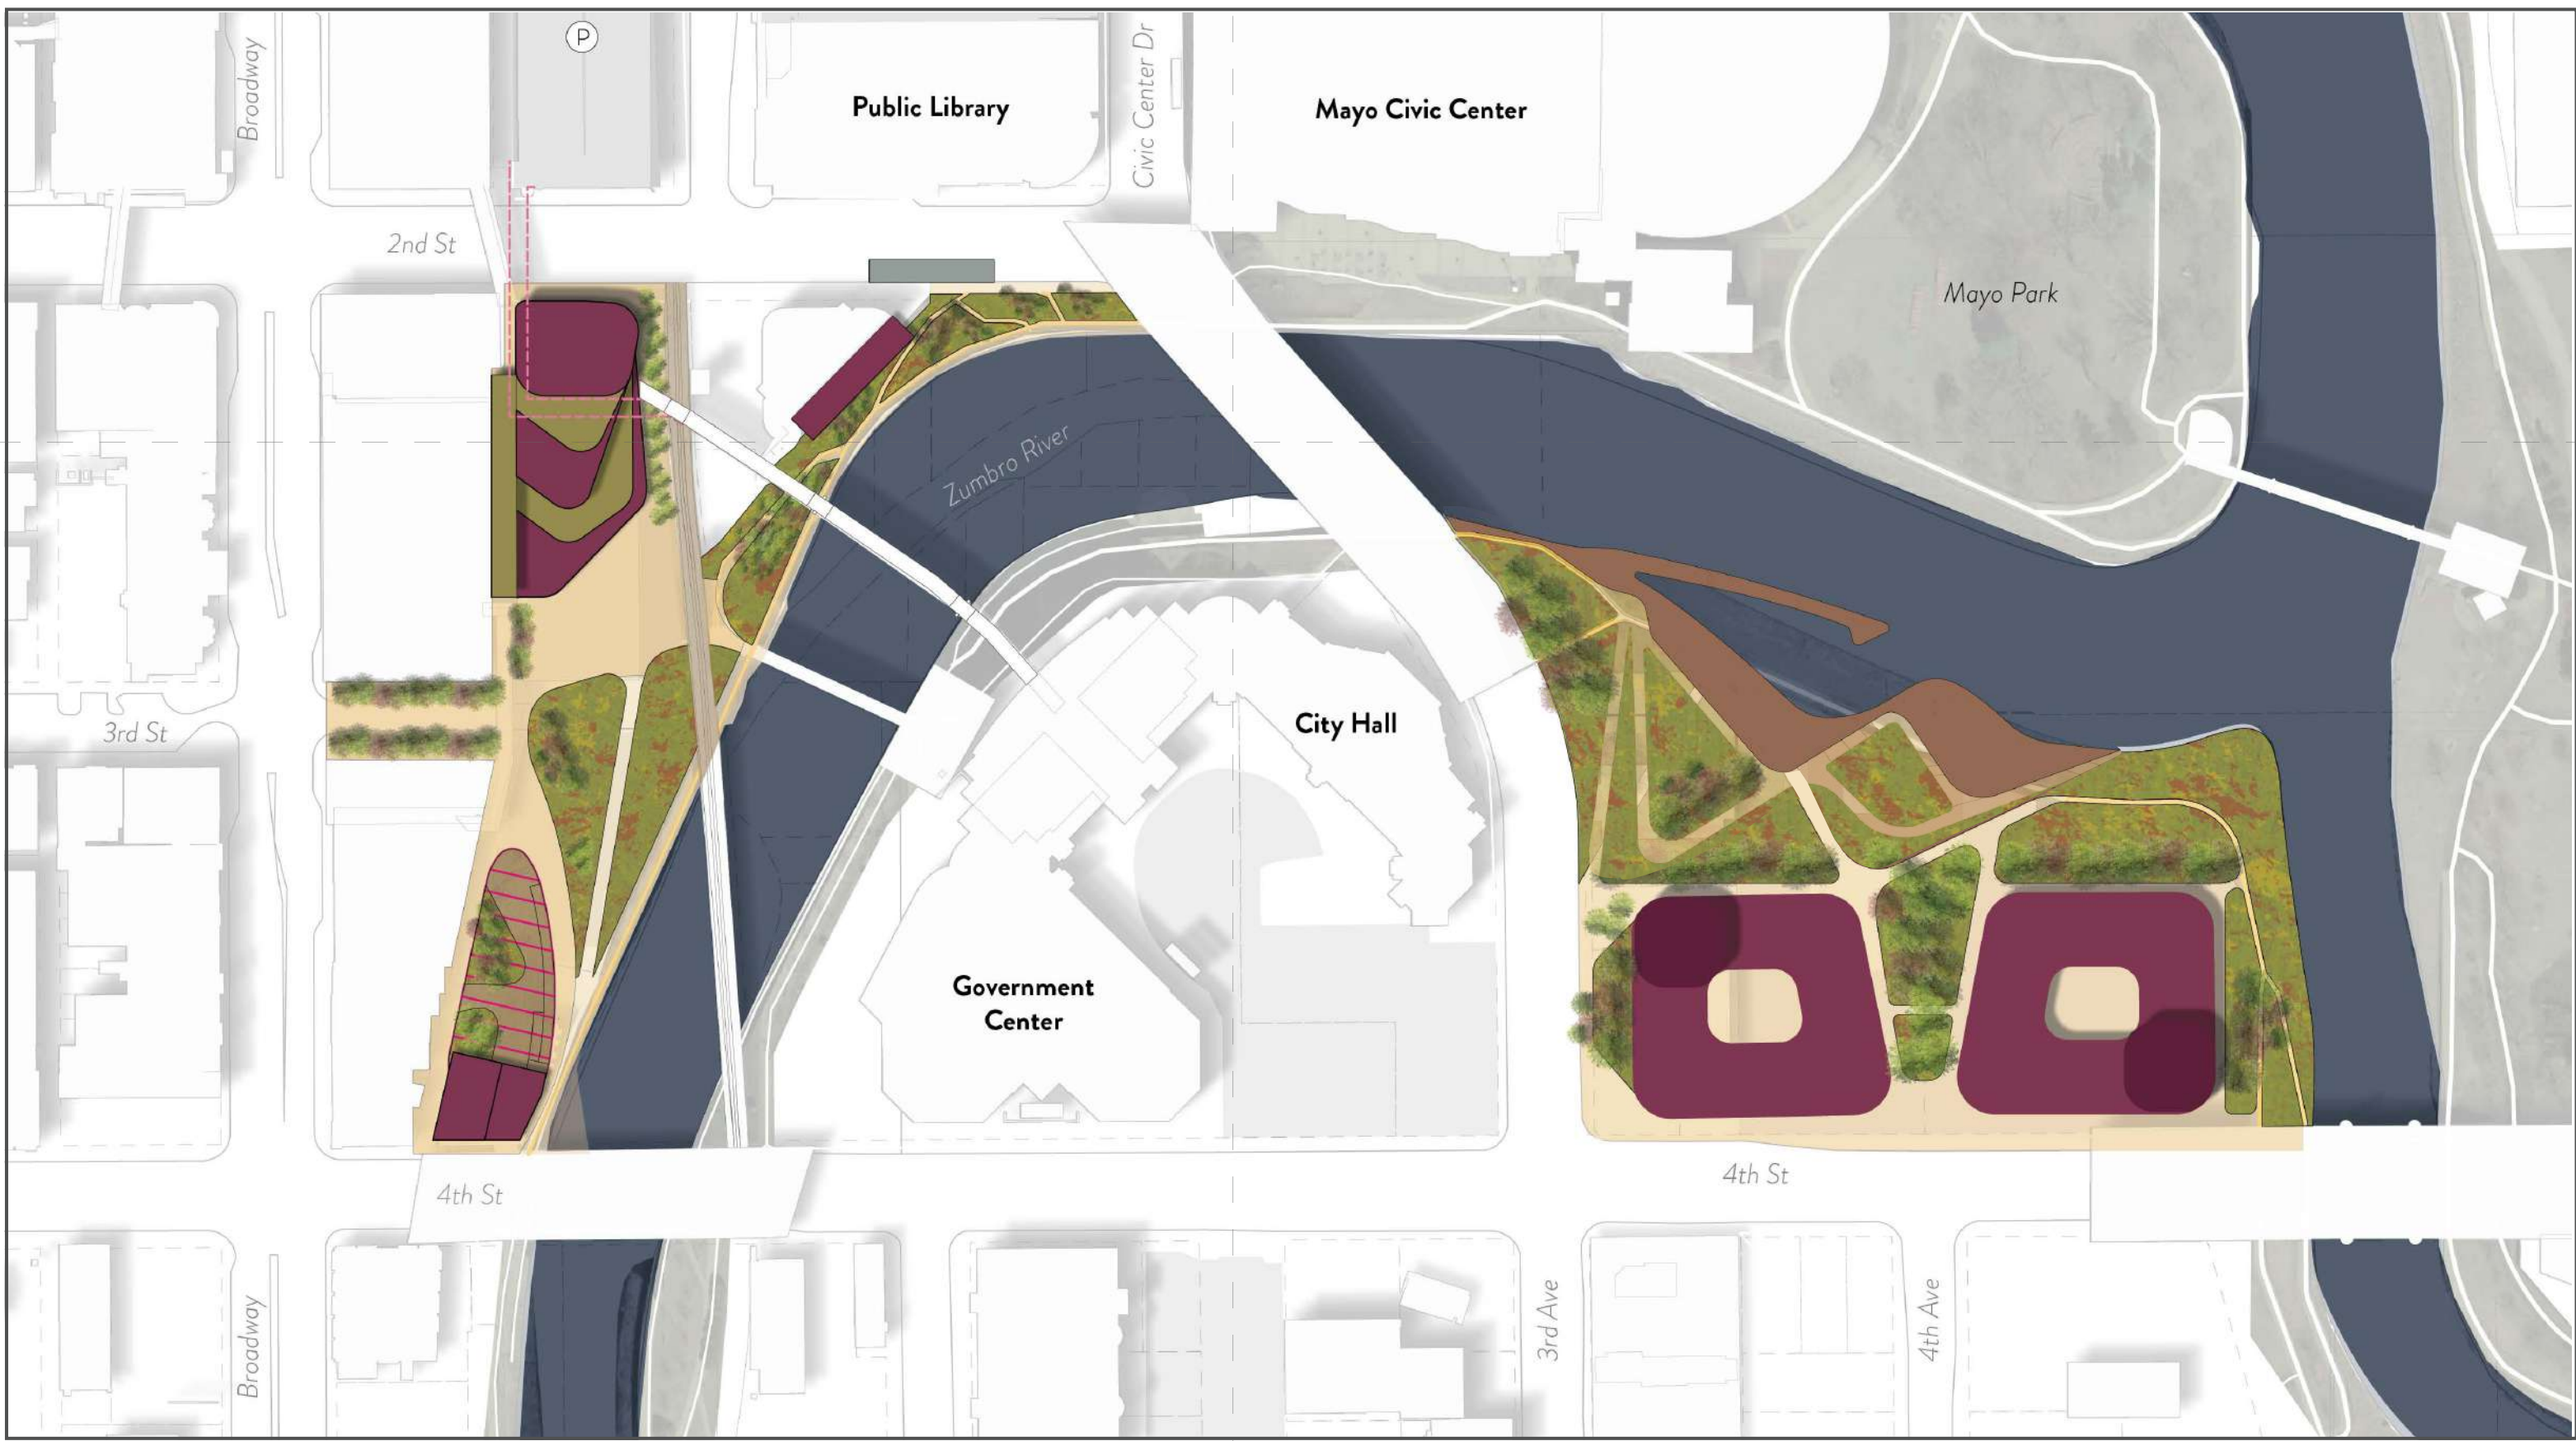 Broadway
P
Public Library
Civic Center Dr
Mayo Civic Center
2nd St
Mayo Park
Zumbro River
3rd St
City Hall
Government
Center
4th St
4th St
Broadway
3rd Ave
4th Ave